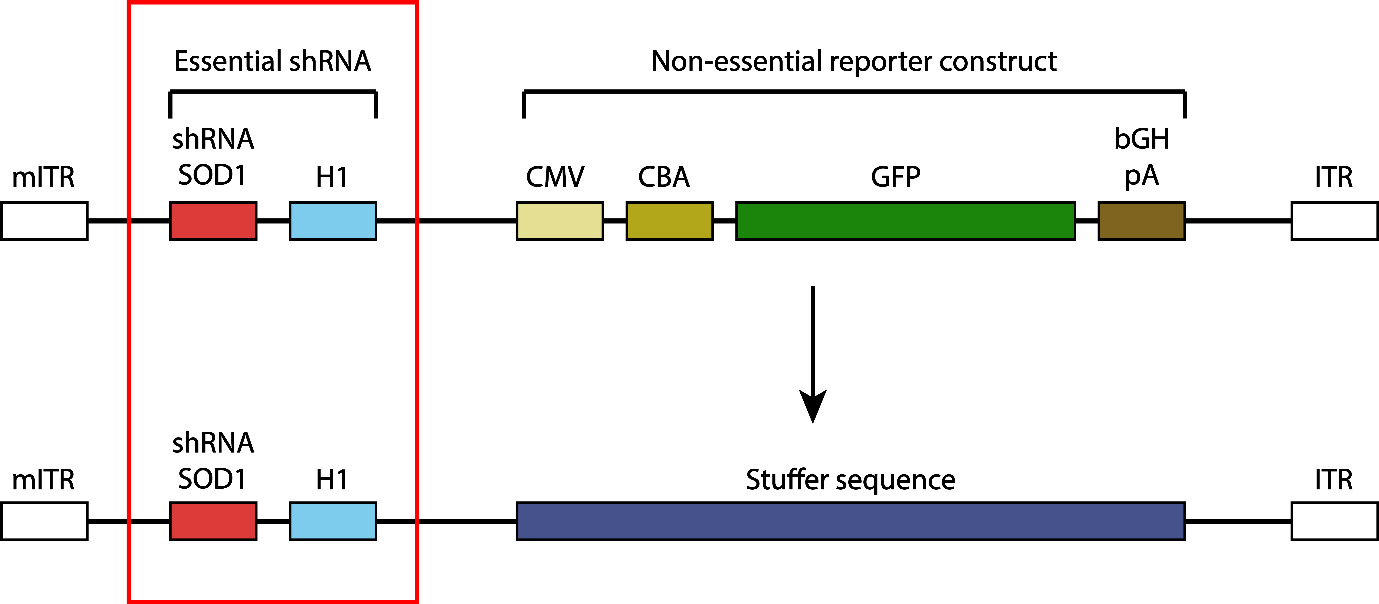 Essential shRNA
Non-essential reporter construct
mITR
shRNA
SOD1
H1
CMV
CBA
GFP
bGH
pA
ITR
mITR
shRNA
SOD1
H1
Stuffer sequence
ITR